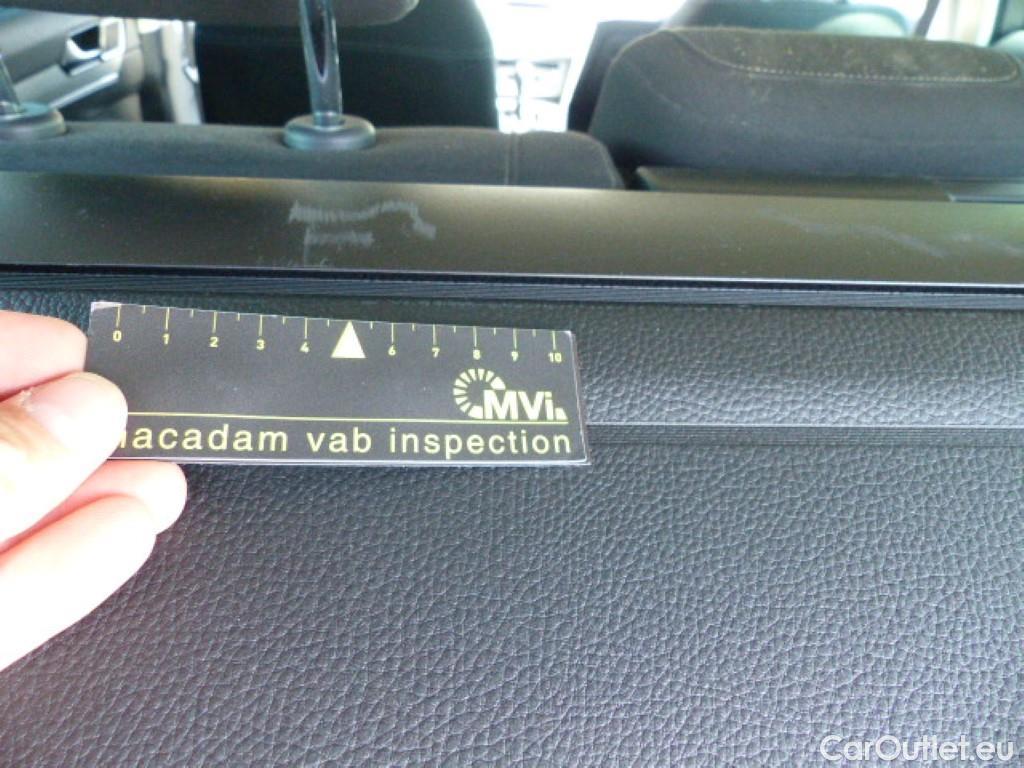 0 1 2 3 4 6 7 8 9 10
MVi
acadam vab inspection
CarOutlet.eu